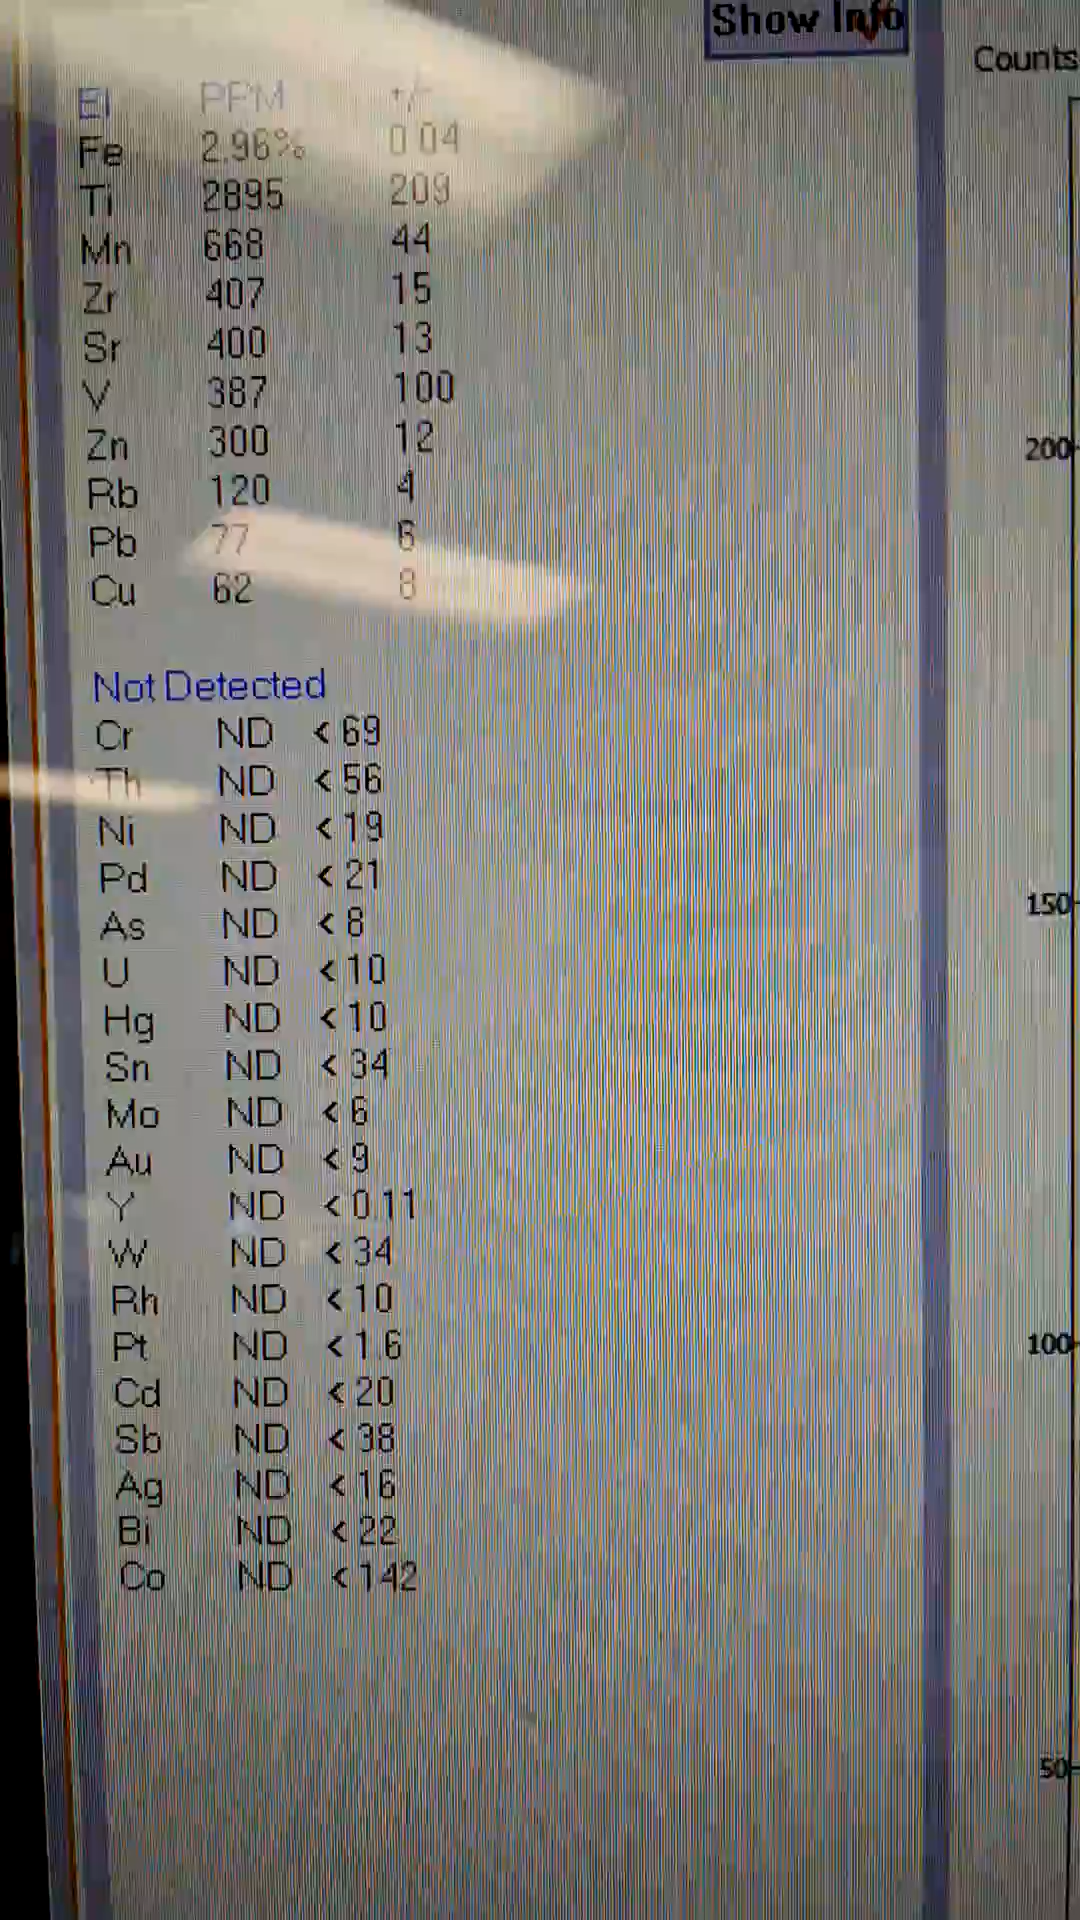 Show Info
Counts
El PPM +/-
Fe 2.96% 0.04
Ti 2895 209
Mn 668 44
Zr 407 15
Sr 400 13
V 387 100
Zn 300 12
Rb 120 4
Pb 77 6
Cu 62 8
Not Detected
Cr ND < 69
Th ND < 56
Ni ND < 19
Pd ND < 21
As ND < 8
U ND < 10
Hg ND < 10
Sn ND < 34
Mo ND < 6
Au ND < 9
Y ND < 0.11
W ND < 34
Rh ND < 10
Pt ND < 1.6
Cd ND < 20
Sb ND < 38
Ag ND < 16
Bi ND < 22
Co ND < 142
200
150
100
50